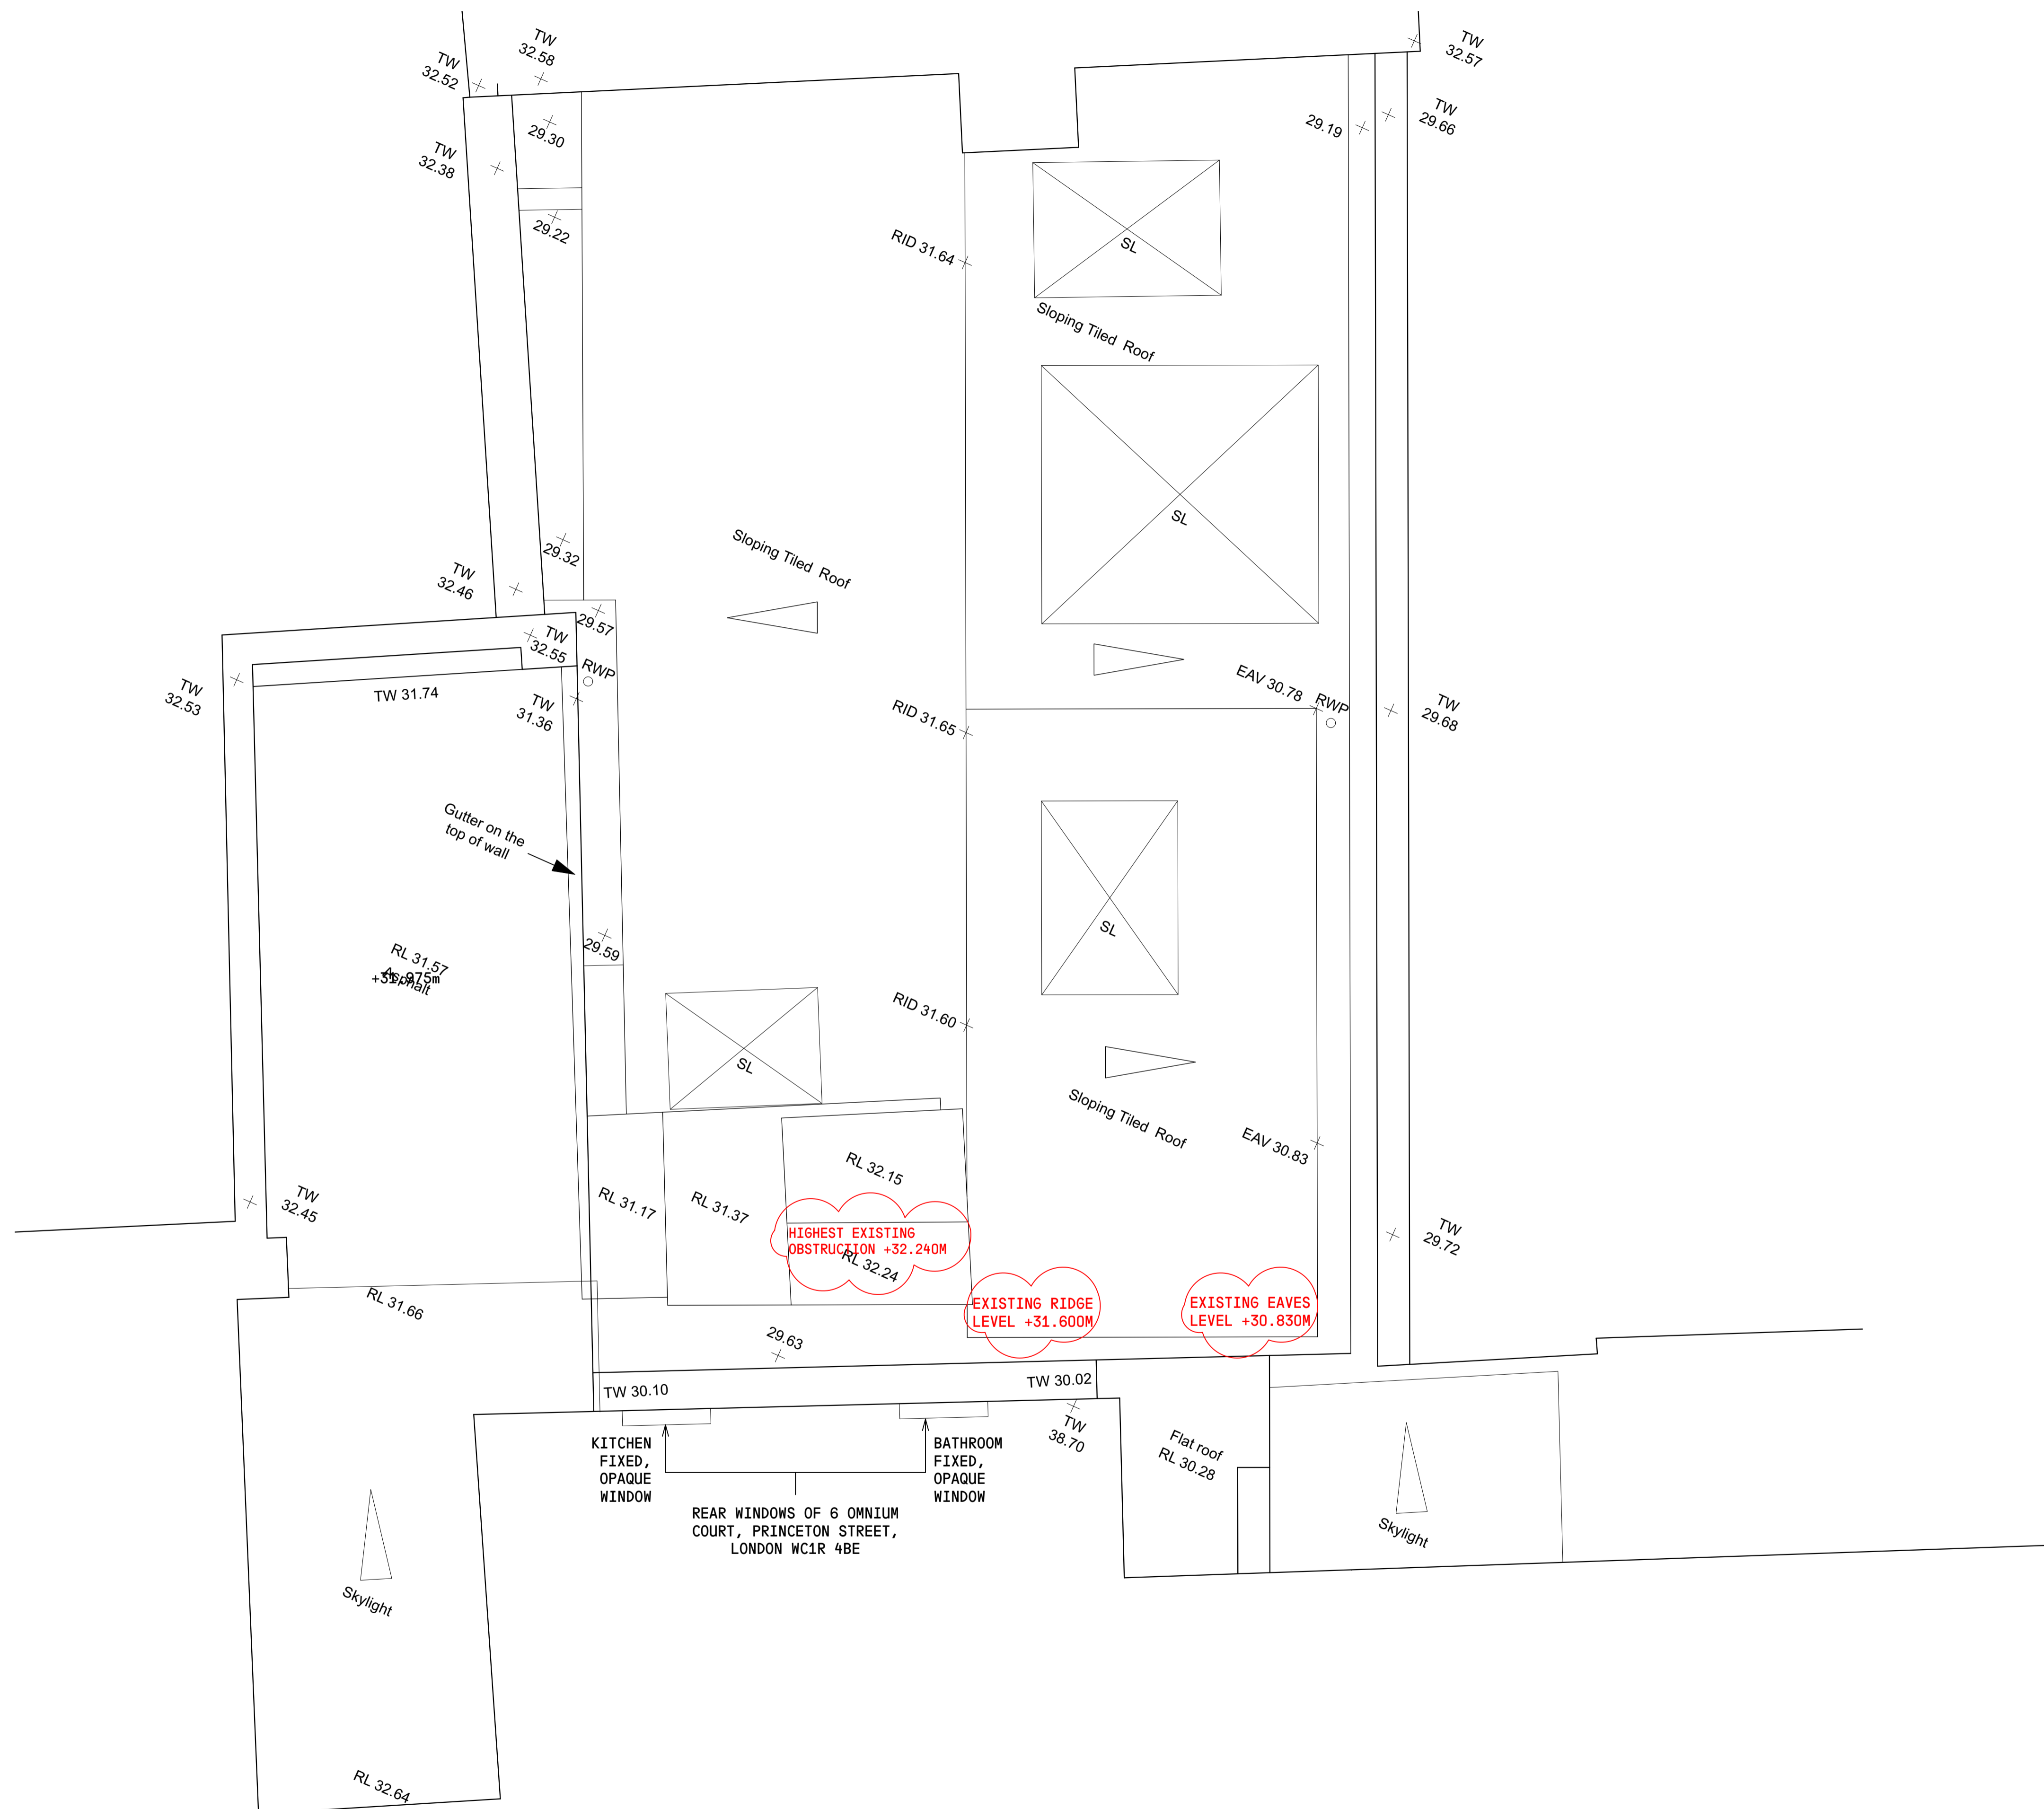 TW
32.58
TW
32.52
TW
32.57
TW
29.66
29.19
29.30
TW
32.38
29.22
RID 31.64
SL
Sloping Tiled Roof
SL
Sloping Tiled Roof
29.32
TW
32.46
29.57
TW
32.55
RWP
TW
32.53
TW 31.74
TW
31.36
EAV 30.78
RWP
TW
29.68
RID 31.65
Gutter on the
top of wall
SL
29.59
RL 31.57
Asphalt
+31.975m
RID 31.60
SL
Sloping Tiled Roof
EAV 30.83
RL 32.15
TW
32.45
RL 31.17
RL 31.37
HIGHEST EXISTING
OBSTRUCTION +32.240M
RL 32.24
TW
29.72
RL 31.66
EXISTING RIDGE
LEVEL +31.600M
EXISTING EAVES
LEVEL +30.830M
29.63
TW 30.10
TW 30.02
TW
38.70
KITCHEN
FIXED,
OPAQUE
WINDOW
BATHROOM
FIXED,
OPAQUE
WINDOW
Flat roof
RL 30.28
REAR WINDOWS OF 6 OMNIUM
COURT, PRINCETON STREET,
LONDON WC1R 4BE
Skylight
Skylight
RL 32.64